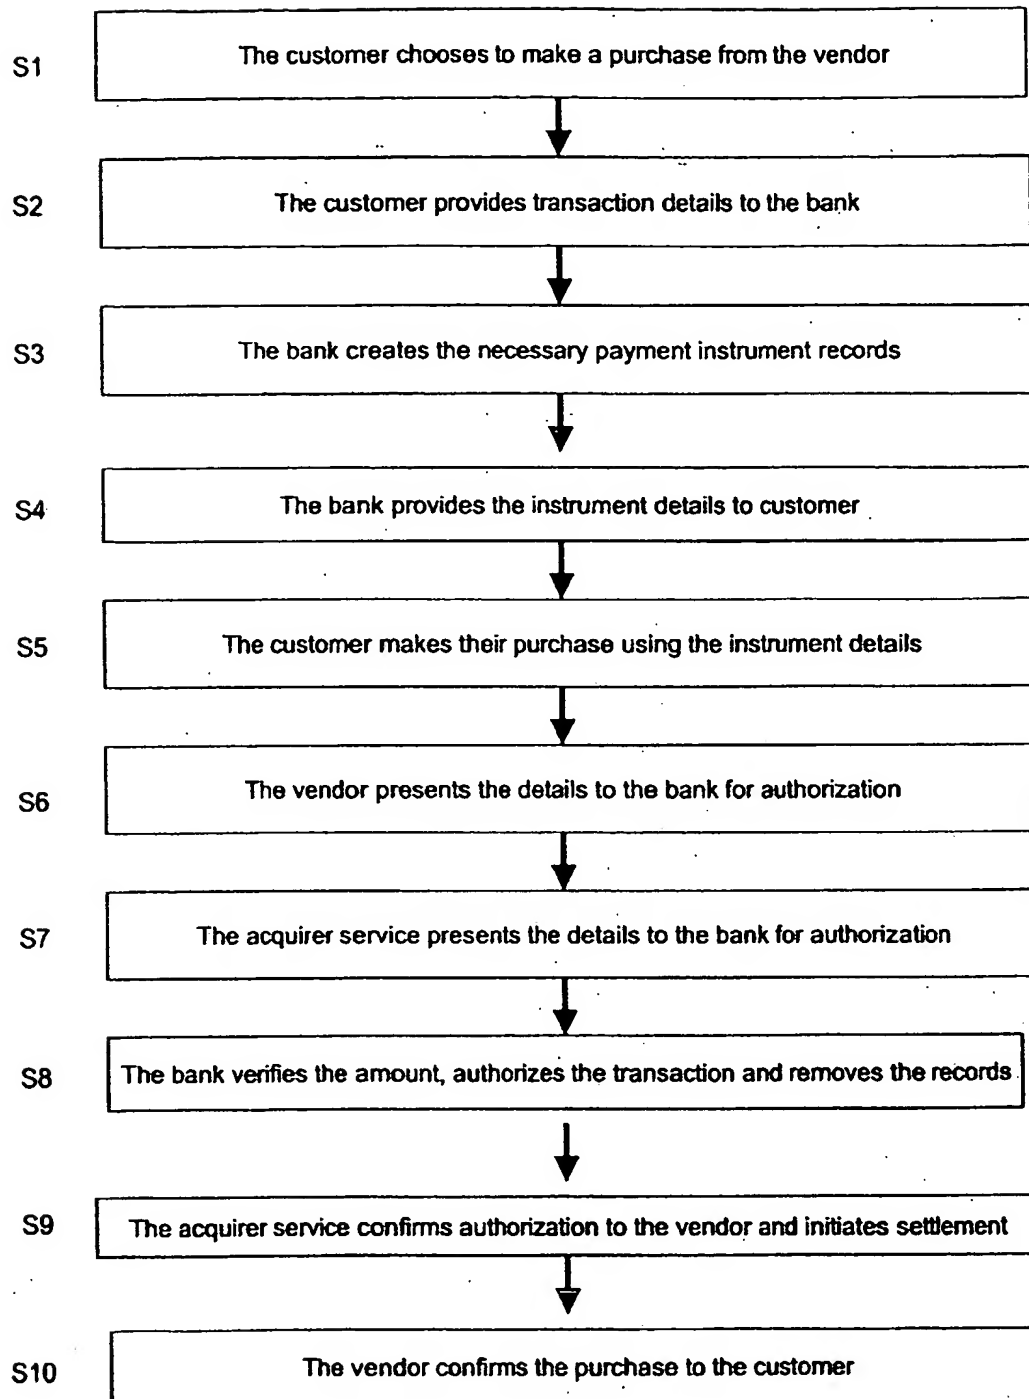 S1 The customer chooses to make a purchase from the vendor
S2 The customer provides transaction details to the bank
S3 The bank creates the necessary payment instrument records
S4 The bank provides the instrument details to customer
S5 The customer makes their purchase using the instrument details
S6 The vendor presents the details to the bank for authorization
S7 The acquirer service presents the details to the bank for authorization
S8 The bank verifies the amount, authorizes the transaction and removes the records
S9 The acquirer service confirms authorization to the vendor and initiates settlement
S10 The vendor confirms the purchase to the customer